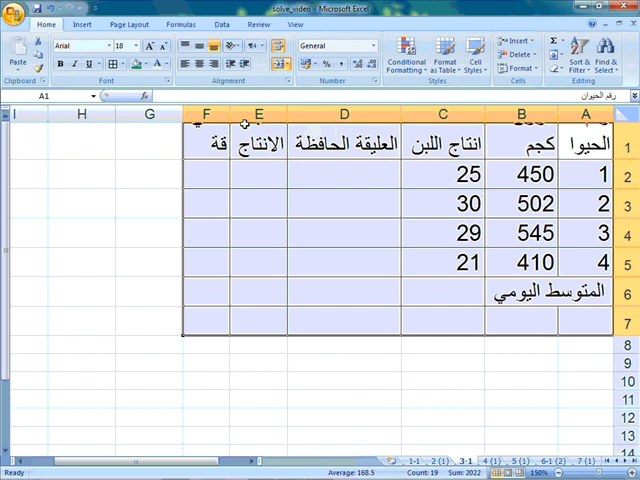 solve_video - Microsoft Excel
Home Insert Page Layout Formulas Data Review View
Arial 18 General
Paste Conditional Formatting Format as Table Cell Styles Insert Delete Format Sort & Filter Find & Select
Clipboard Font Alignment Number Styles Cells Editing
A1 fx رقم الحيوان
I H G F E D C B A
1 الحيوا كجم انتاج اللبن العليقة الحافظة الانتاج قة
2 1 450 25
3 2 502 30
4 3 545 29
5 4 410 21
6 المتوسط اليومي
7
8
9
10
11
12
13
14
1-1 2 (1) 3-1 4 (1) 5 (1) 6-1 (2) 7 (1)
Ready Average: 168.5 Count: 19 Sum: 2022 150%